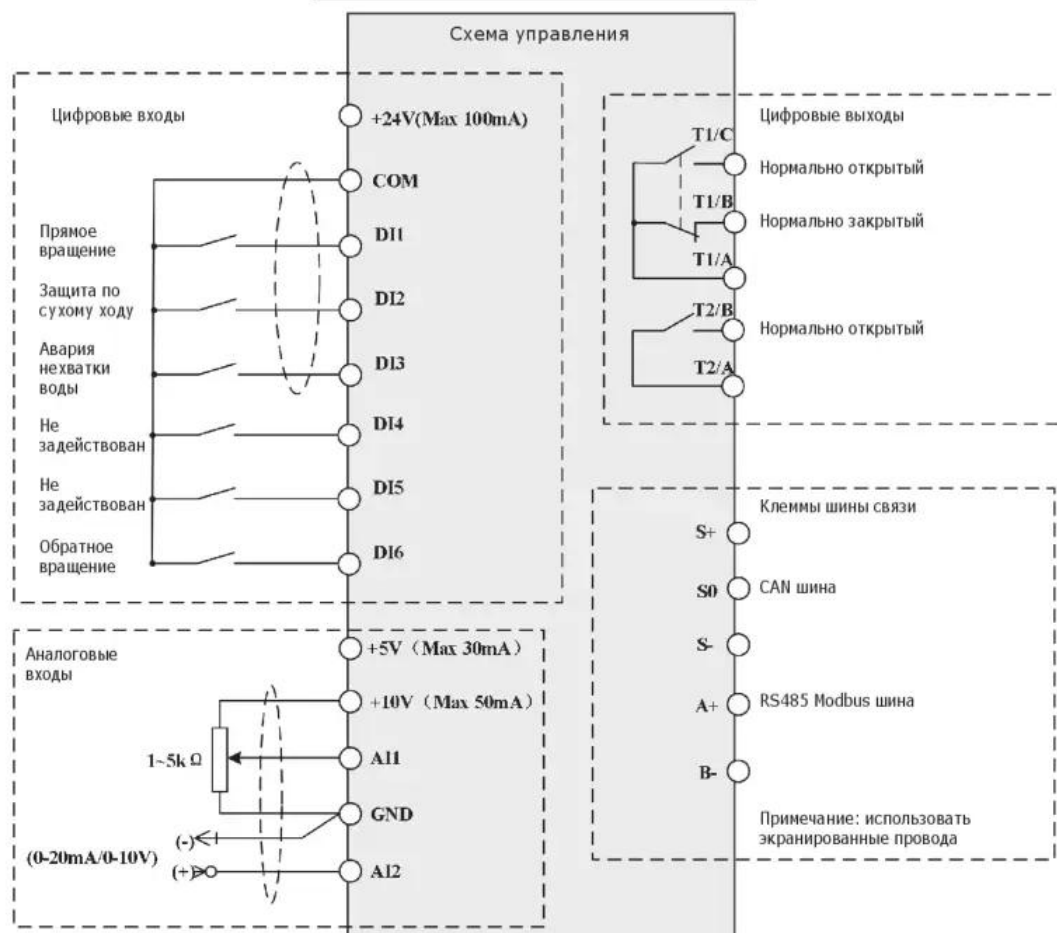 Схема управления
Цифровые входы
+24V(Max 100mA)
COM
Прямое
вращение
DI1
Защита по
сухому ходу
DI2
Авария
нехватки
воды
DI3
Не
задействован
DI4
Не
задействован
DI5
Обратное
вращение
DI6
Аналоговые
входы
+5V (Max 30mA)
+10V (Max 50mA)
1~5k Ω
AI1
GND
(-)
(0-20mA/0-10V)
(+)
AI2
Цифровые выходы
T1/C
Нормально открытый
T1/B
Нормально закрытый
T1/A
T2/B
Нормально открытый
T2/A
Клеммы шины связи
S+
S0
CAN шина
S-
A+
RS485 Modbus шина
B-
Примечание: использовать
экранированные провода